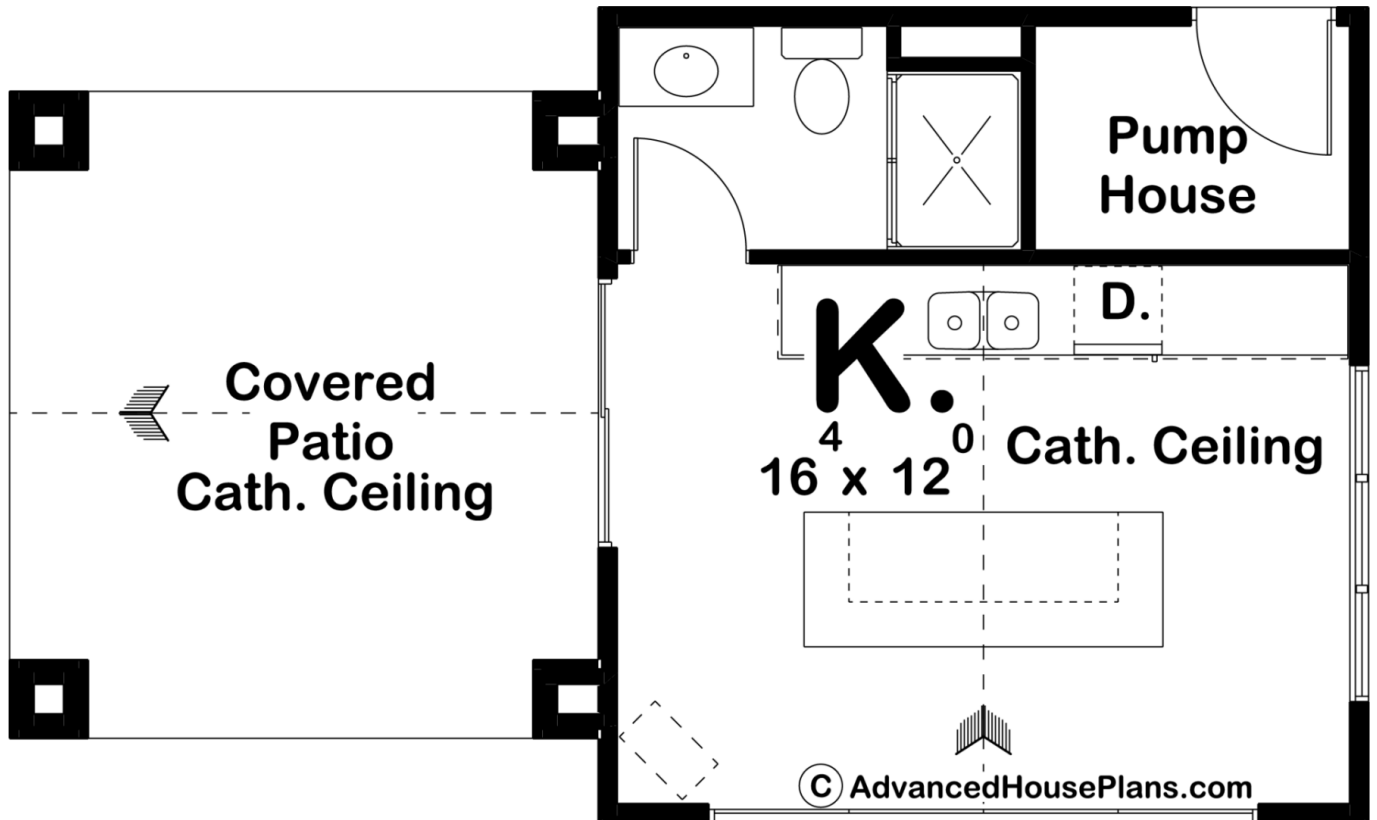 Pump
House
D.
K.
Covered
Patio
Cath. Ceiling
16⁴ x 12⁰
Cath. Ceiling
© AdvancedHousePlans.com